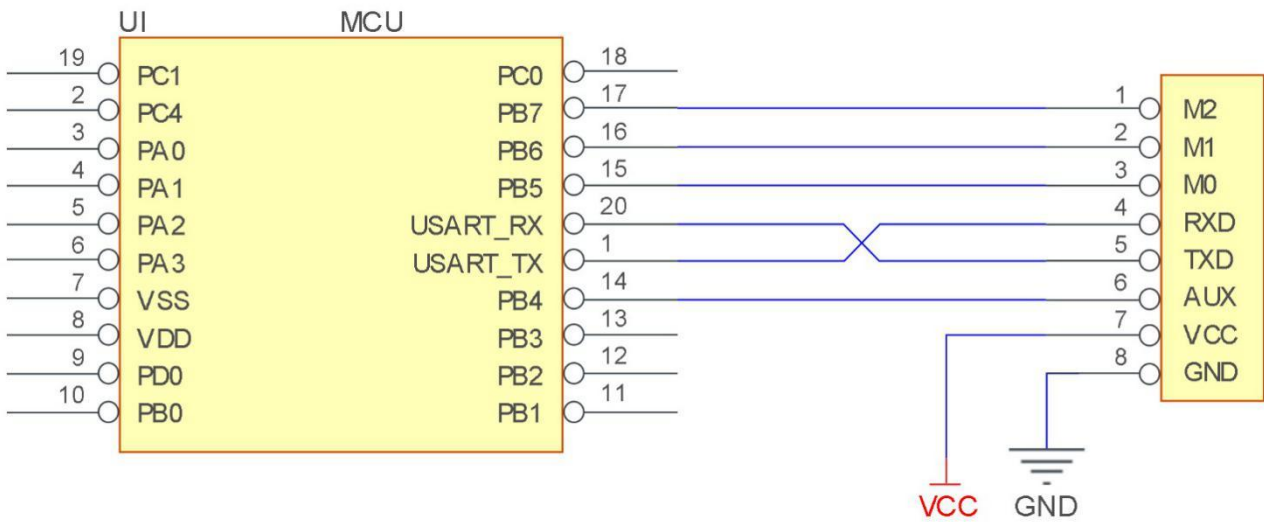 UI MCU
19 PC1
2 PC4
3 PA0
4 PA1
5 PA2
6 PA3
7 VSS
8 VDD
9 PD0
10 PB0
PC0 18
PB7 17
PB6 16
PB5 15
USART_RX 20
USART_TX 1
PB4 14
PB3 13
PB2 12
PB1 11
1 M2
2 M1
3 M0
4 RXD
5 TXD
6 AUX
7 VCC
8 GND
VCC GND